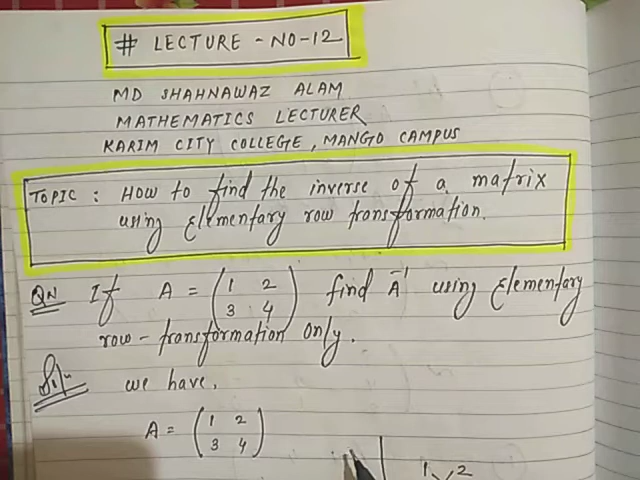 # LECTURE - NO-12
MD SHAHNAWAZ ALAM
MATHEMATICS LECTURER
KARIM CITY COLLEGE, MANGO CAMPUS
TOPIC : How to find the inverse of a matrix
using Elementary row transformation.
QN If A = ( 1 2 ) find A⁻¹ using Elementary
3 4
row - transformation only.
Sol:- we have,
A = ( 1 2 )
3 4
1 2